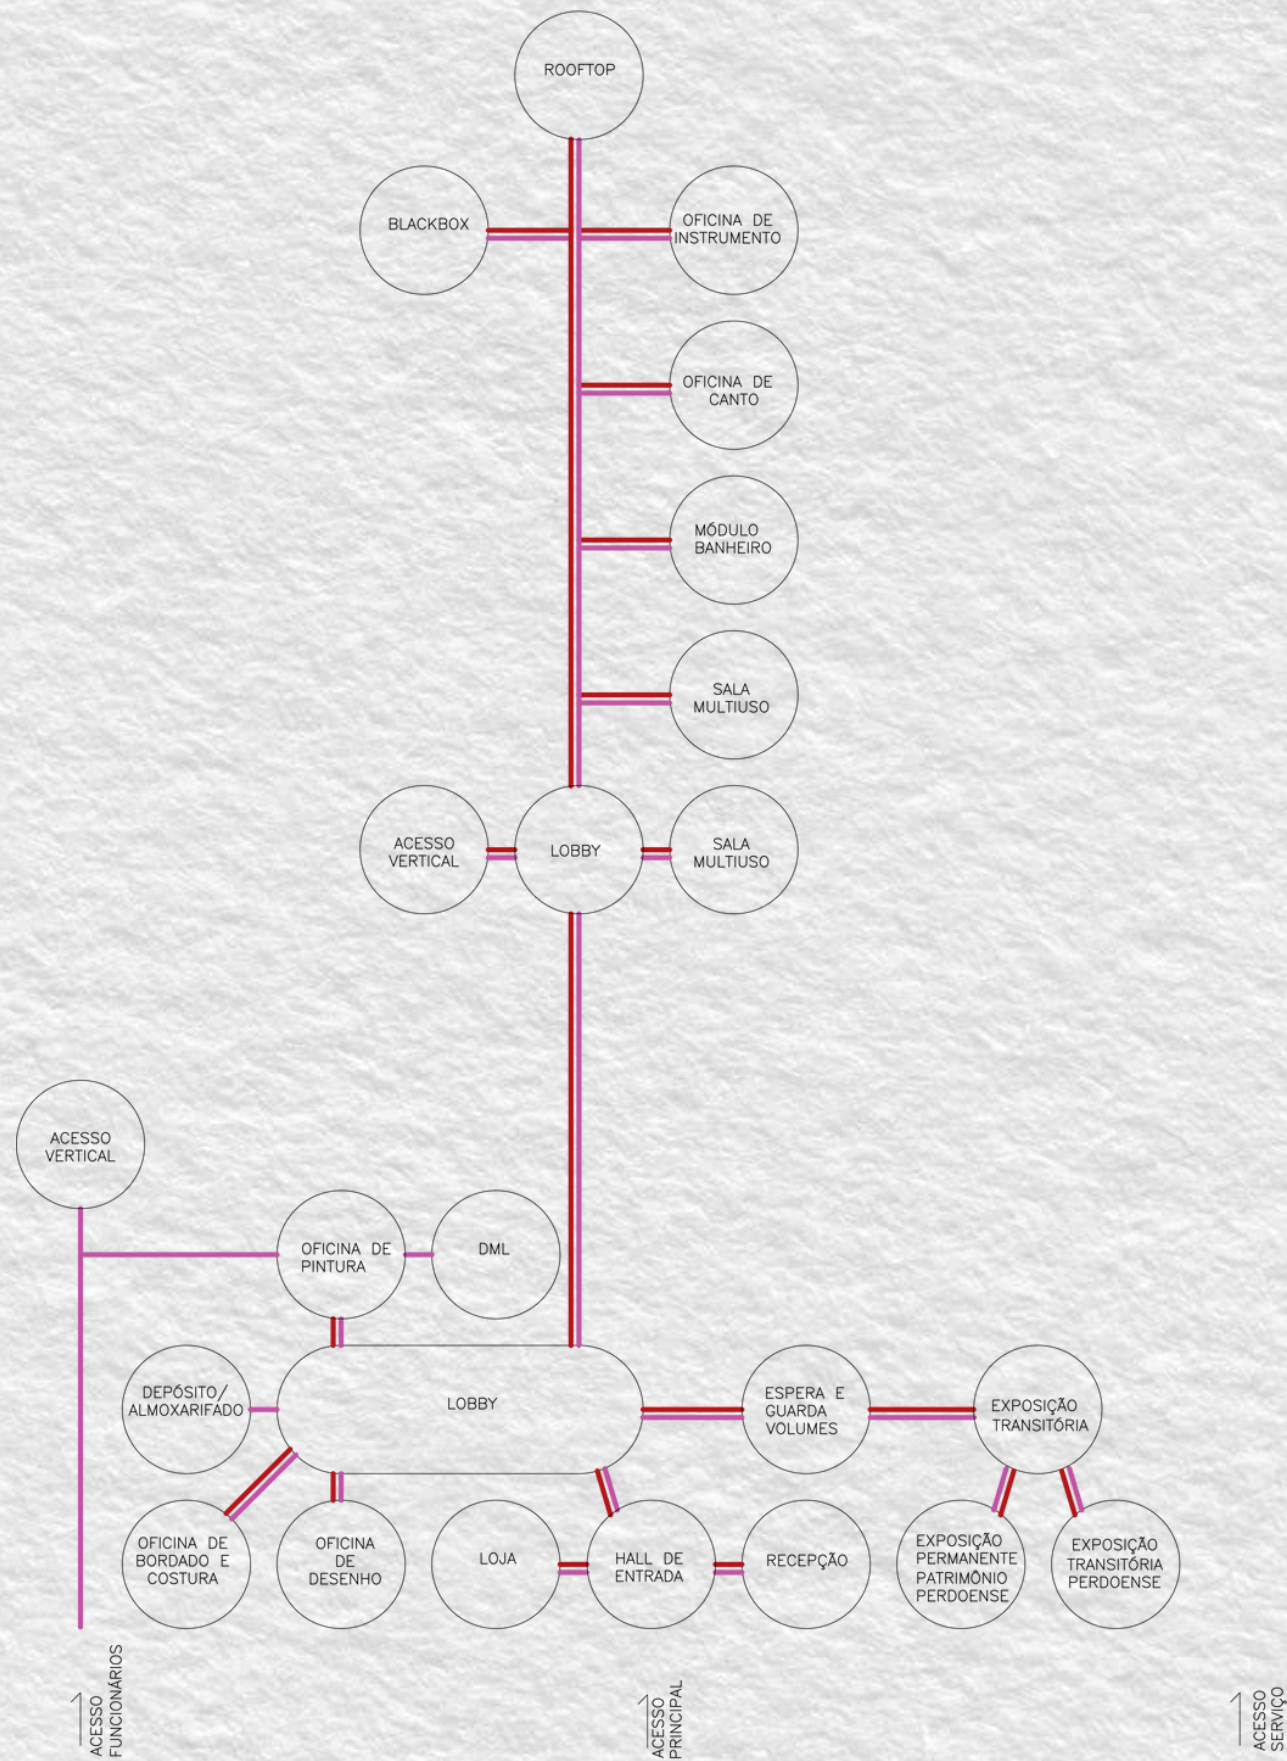 ROOFTOP
BLACKBOX
OFICINA DE
INSTRUMENTO
OFICINA DE
CANTO
MÓDULO
BANHEIRO
SALA
MULTIUSO
ACESSO
VERTICAL
LOBBY
SALA
MULTIUSO
ACESSO
VERTICAL
OFICINA DE
PINTURA
DML
DEPÓSITO/
ALMOXARIFADO
LOBBY
ESPERA E
GUARDA
VOLUMES
EXPOSIÇÃO
TRANSITÓRIA
OFICINA DE
BORDADO E
COSTURA
OFICINA
DE
DESENHO
LOJA
HALL DE
ENTRADA
RECEPÇÃO
EXPOSIÇÃO
PERMANENTE
PATRIMÔNIO
PERDOENSE
EXPOSIÇÃO
TRANSITÓRIA
PERDOENSE
ACESSO
FUNCIONÁRIOS
ACESSO
PRINCIPAL
ACESSO
SERVIÇO